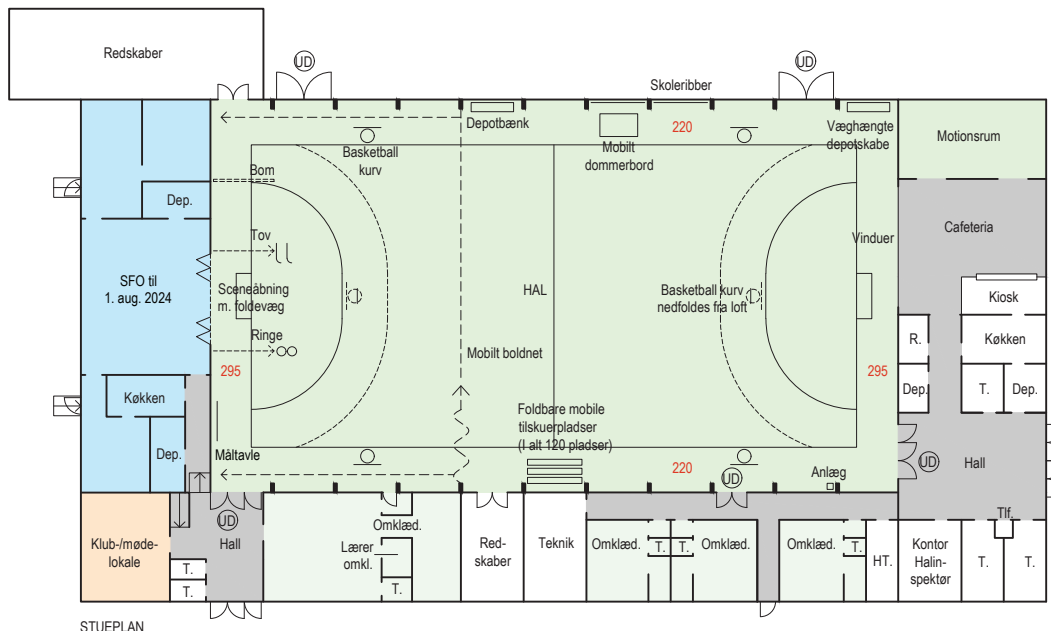 Redskaber
UD
UD
Skoleribber
Depotbænk
220
Mobilt
dommerbord
Væghængte
depotskabe
Motionsrum
Basketball
kurv
Bom
Dep.
Tov
Cafeteria
Vinduer
SFO til
1. aug. 2024
Sceneåbning
m. foldevæg
HAL
Basketball kurv
nedfoldes fra loft
Kiosk
Ringe
Mobilt boldnet
R.
Køkken
295
295
Køkken
Dep.
T.
Dep.
Foldbare mobile
tilskuerpladser
(I alt 120 pladser)
Dep.
Måltavle
220
UD
Anlæg
UD
Hall
UD
Hall
Klub-/møde-
lokale
T.
T.
Omklæd.
Lærer
omkl.
T.
Red-
skaber
Teknik
Omklæd.
T.
T.
Omklæd.
Omklæd.
T.
HT.
Kontor
Halin-
spektør
Tlf.
T.
T.
STUEPLAN